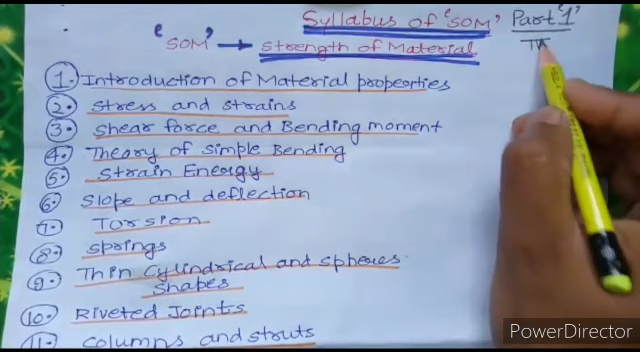 Syllabus of 'SOM' Part '1'
'SOM' → Strength of Material
1. Introduction of Material properties
2. Stress and strains
3. Shear force and Bending moment
4. Theory of simple Bending
5. Strain Energy
6. Slope and deflection
7. Torsion
8. Springs
9. Thin Cylindrical and spheres
shapes
10. Riveted Joints
11. Columns and struts
PowerDirector